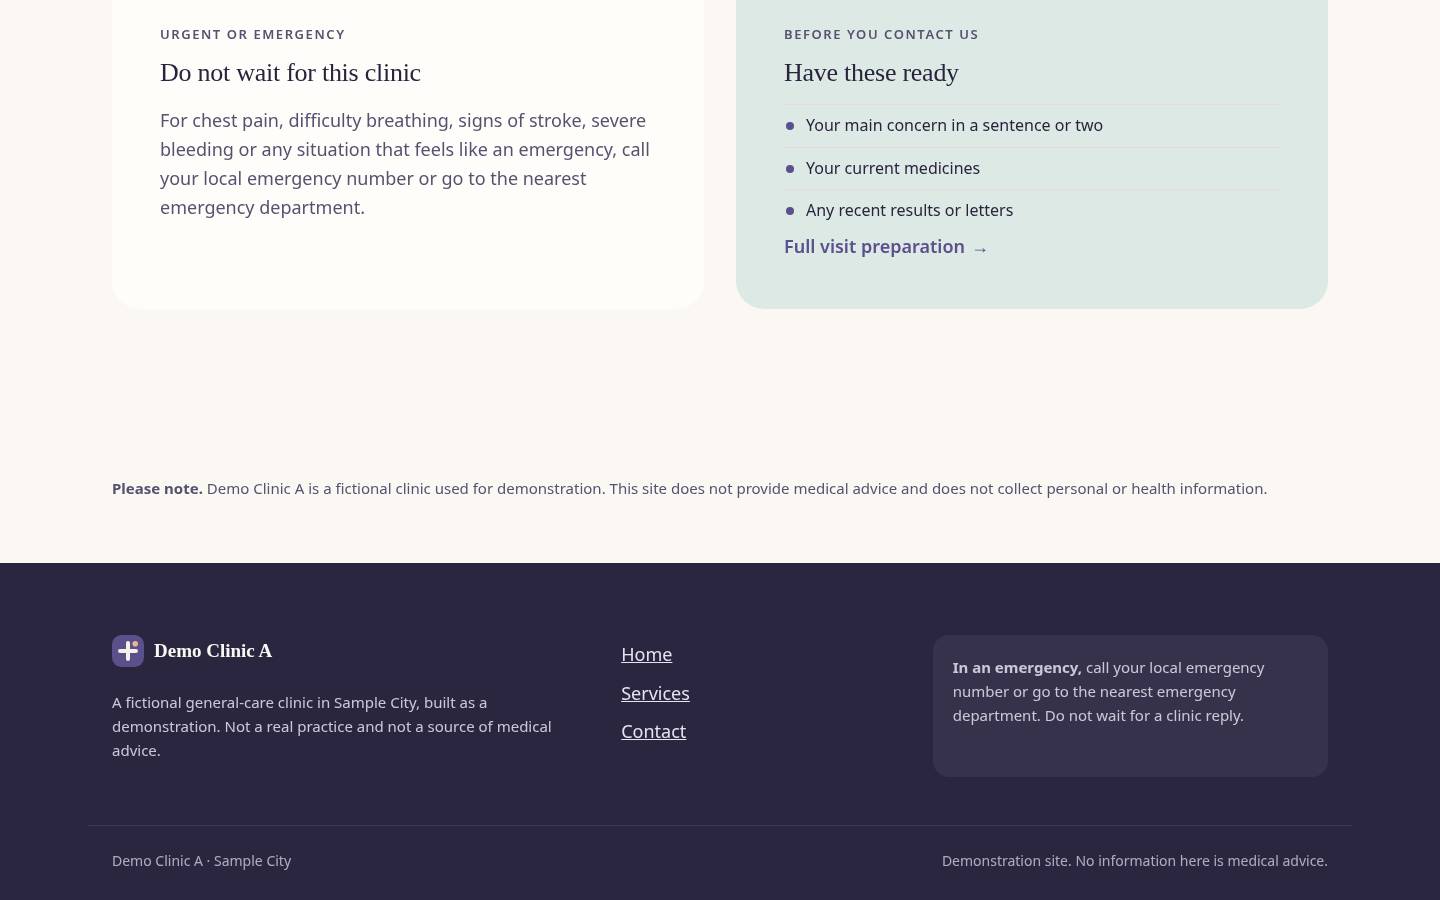 URGENT OR EMERGENCY
Do not wait for this clinic
For chest pain, difficulty breathing, signs of stroke, severe
bleeding or any situation that feels like an emergency, call
your local emergency number or go to the nearest
emergency department.
BEFORE YOU CONTACT US
Have these ready
Your main concern in a sentence or two
Your current medicines
Any recent results or letters
Full visit preparation →
Please note. Demo Clinic A is a fictional clinic used for demonstration. This site does not provide medical advice and does not collect personal or health information.
Demo Clinic A
A fictional general-care clinic in Sample City, built as a
demonstration. Not a real practice and not a source of medical
advice.
Home
Services
Contact
In an emergency, call your local emergency
number or go to the nearest emergency
department. Do not wait for a clinic reply.
Demo Clinic A · Sample City
Demonstration site. No information here is medical advice.